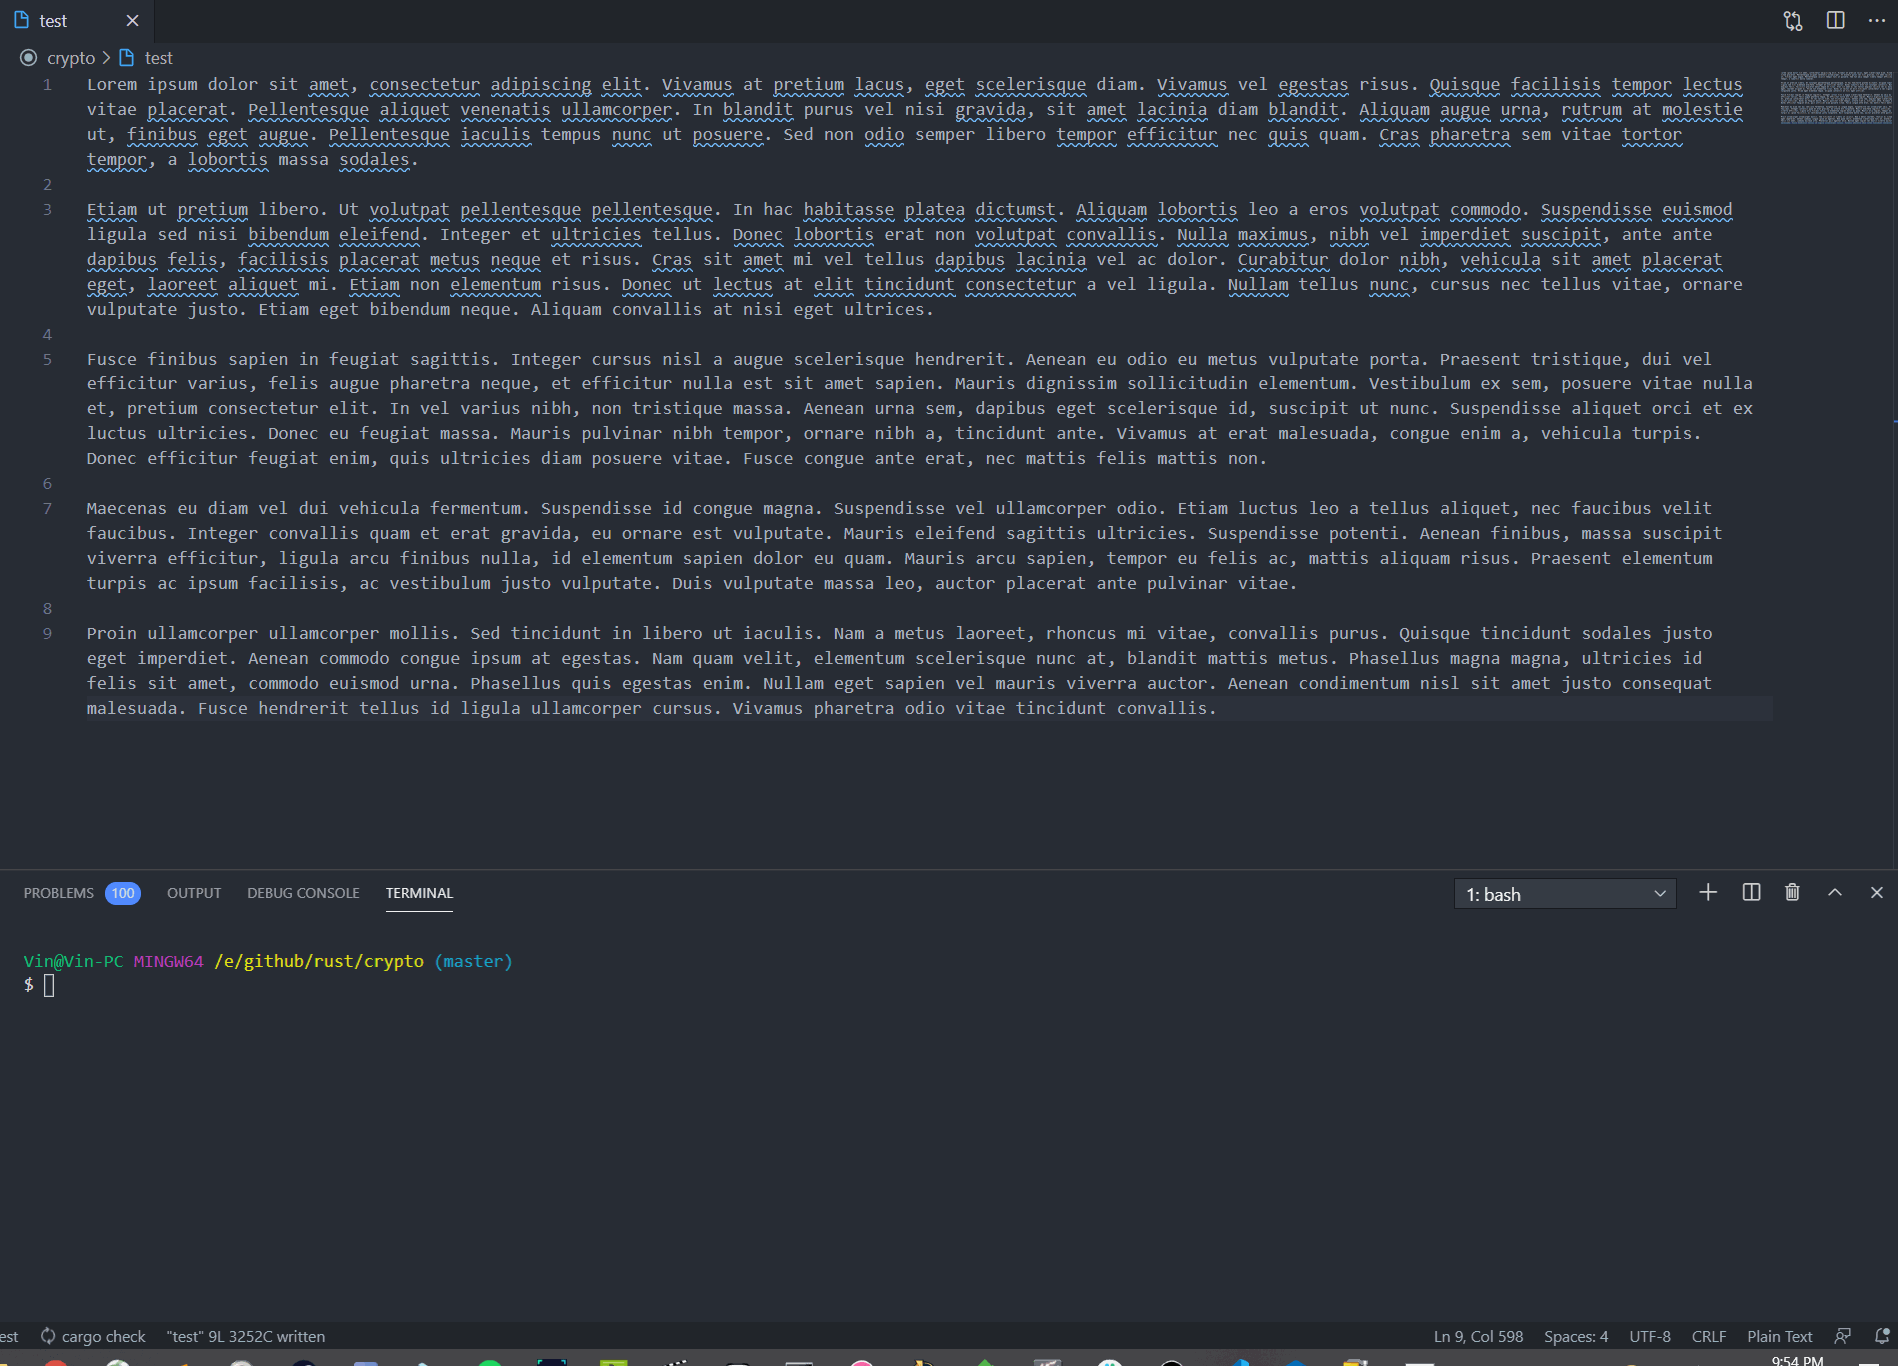 test
crypto > test
1 Lorem ipsum dolor sit amet, consectetur adipiscing elit. Vivamus at pretium lacus, eget scelerisque diam. Vivamus vel egestas risus. Quisque facilisis tempor lectus
vitae placerat. Pellentesque aliquet venenatis ullamcorper. In blandit purus vel nisi gravida, sit amet lacinia diam blandit. Aliquam augue urna, rutrum at molestie
ut, finibus eget augue. Pellentesque iaculis tempus nunc ut posuere. Sed non odio semper libero tempor efficitur nec quis quam. Cras pharetra sem vitae tortor
tempor, a lobortis massa sodales.
2
3 Etiam ut pretium libero. Ut volutpat pellentesque pellentesque. In hac habitasse platea dictumst. Aliquam lobortis leo a eros volutpat commodo. Suspendisse euismod
ligula sed nisi bibendum eleifend. Integer et ultricies tellus. Donec lobortis erat non volutpat convallis. Nulla maximus, nibh vel imperdiet suscipit, ante ante
dapibus felis, facilisis placerat metus neque et risus. Cras sit amet mi vel tellus dapibus lacinia vel ac dolor. Curabitur dolor nibh, vehicula sit amet placerat
eget, laoreet aliquet mi. Etiam non elementum risus. Donec ut lectus at elit tincidunt consectetur a vel ligula. Nullam tellus nunc, cursus nec tellus vitae, ornare
vulputate justo. Etiam eget bibendum neque. Aliquam convallis at nisi eget ultrices.
4
5 Fusce finibus sapien in feugiat sagittis. Integer cursus nisl a augue scelerisque hendrerit. Aenean eu odio eu metus vulputate porta. Praesent tristique, dui vel
efficitur varius, felis augue pharetra neque, et efficitur nulla est sit amet sapien. Mauris dignissim sollicitudin elementum. Vestibulum ex sem, posuere vitae nulla
et, pretium consectetur elit. In vel varius nibh, non tristique massa. Aenean urna sem, dapibus eget scelerisque id, suscipit ut nunc. Suspendisse aliquet orci et ex
luctus ultricies. Donec eu feugiat massa. Mauris pulvinar nibh tempor, ornare nibh a, tincidunt ante. Vivamus at erat malesuada, congue enim a, vehicula turpis.
Donec efficitur feugiat enim, quis ultricies diam posuere vitae. Fusce congue ante erat, nec mattis felis mattis non.
6
7 Maecenas eu diam vel dui vehicula fermentum. Suspendisse id congue magna. Suspendisse vel ullamcorper odio. Etiam luctus leo a tellus aliquet, nec faucibus velit
faucibus. Integer convallis quam et erat gravida, eu ornare est vulputate. Mauris eleifend sagittis ultricies. Suspendisse potenti. Aenean finibus, massa suscipit
viverra efficitur, ligula arcu finibus nulla, id elementum sapien dolor eu quam. Mauris arcu sapien, tempor eu felis ac, mattis aliquam risus. Praesent elementum
turpis ac ipsum facilisis, ac vestibulum justo vulputate. Duis vulputate massa leo, auctor placerat ante pulvinar vitae.
8
9 Proin ullamcorper ullamcorper mollis. Sed tincidunt in libero ut iaculis. Nam a metus laoreet, rhoncus mi vitae, convallis purus. Quisque tincidunt sodales justo
eget imperdiet. Aenean commodo congue ipsum at egestas. Nam quam velit, elementum scelerisque nunc at, blandit mattis metus. Phasellus magna magna, ultricies id
felis sit amet, commodo euismod urna. Phasellus quis egestas enim. Nullam eget sapien vel mauris viverra auctor. Aenean condimentum nisl sit amet justo consequat
malesuada. Fusce hendrerit tellus id ligula ullamcorper cursus. Vivamus pharetra odio vitae tincidunt convallis.
PROBLEMS 100 OUTPUT DEBUG CONSOLE TERMINAL 1: bash
Vin@Vin-PC MINGW64 /e/github/rust/crypto (master)
$
est cargo check "test" 9L 3252C written Ln 9, Col 598 Spaces: 4 UTF-8 CRLF Plain Text
9:54 PM